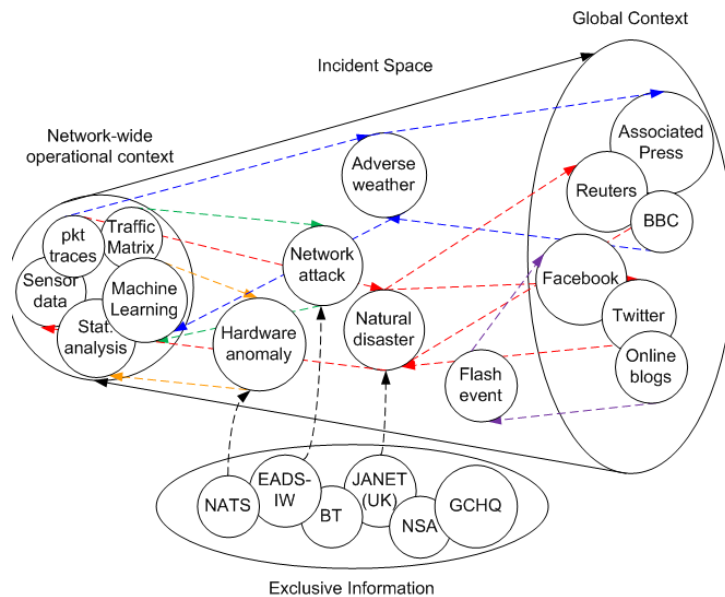 Global Context
Incident Space
Network-wide
operational context
Associated
Press
Adverse
weather
Reuters
BBC
Traffic
Matrix
pkt
traces
Network
attack
Sensor
data
Machine
Learning
Facebook
Stat.
analysis
Hardware
anomaly
Natural
disaster
Twitter
Flash
event
Online
blogs
NATS
EADS-
IW
BT
JANET
(UK)
NSA
GCHQ
Exclusive Information